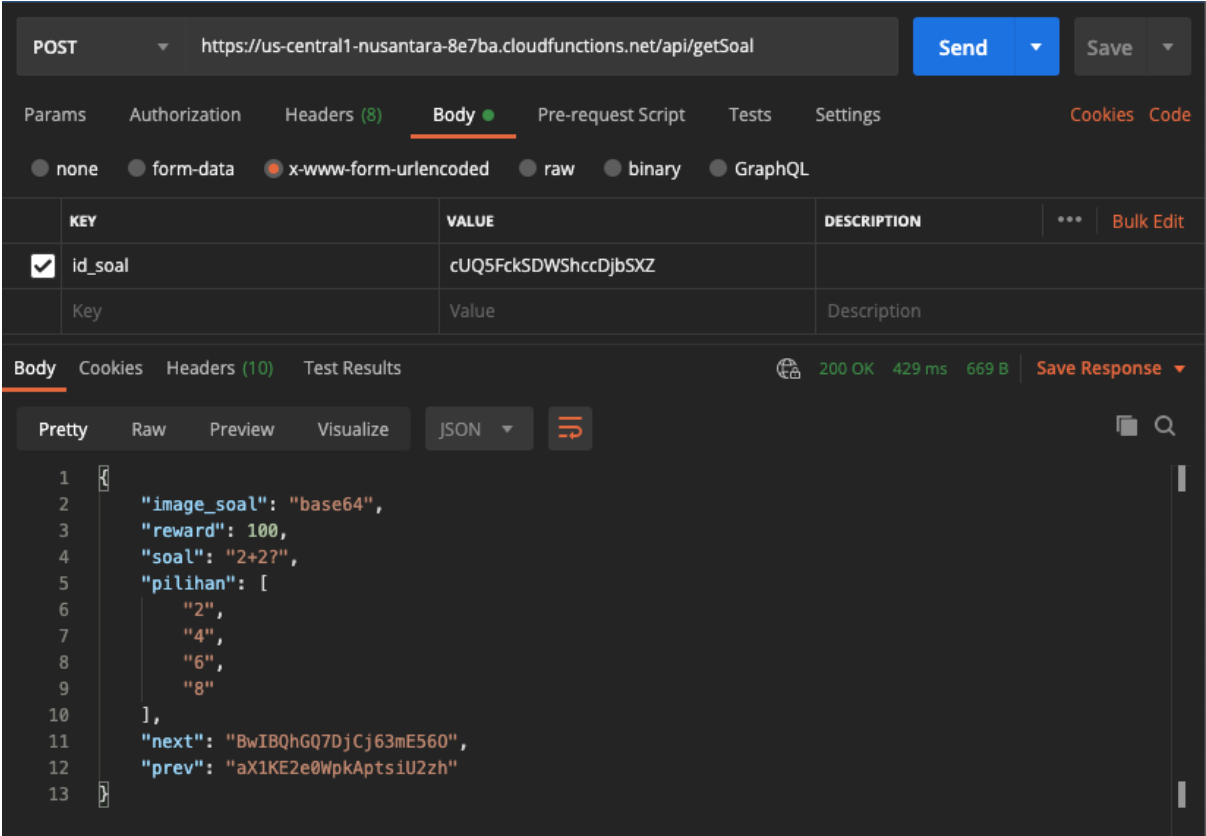 POST https://us-central1-nusantara-8e7ba.cloudfunctions.net/api/getSoal Send Save
Params Authorization Headers (8) Body Pre-request Script Tests Settings Cookies Code
none form-data x-www-form-urlencoded raw binary GraphQL
KEY VALUE DESCRIPTION ••• Bulk Edit
id_soal cUQ5FckSDWShccDjbSXZ
Key Value Description
Body Cookies Headers (10) Test Results 200 OK 429 ms 669 B Save Response
Pretty Raw Preview Visualize JSON
1 {
2 "image_soal": "base64",
3 "reward": 100,
4 "soal": "2+2?",
5 "pilihan": [
6 "2",
7 "4",
8 "6",
9 "8"
10 ],
11 "next": "BwIBQhGQ7DjCj63mE56O",
12 "prev": "aX1KE2e0WpkAptsiU2zh"
13 }